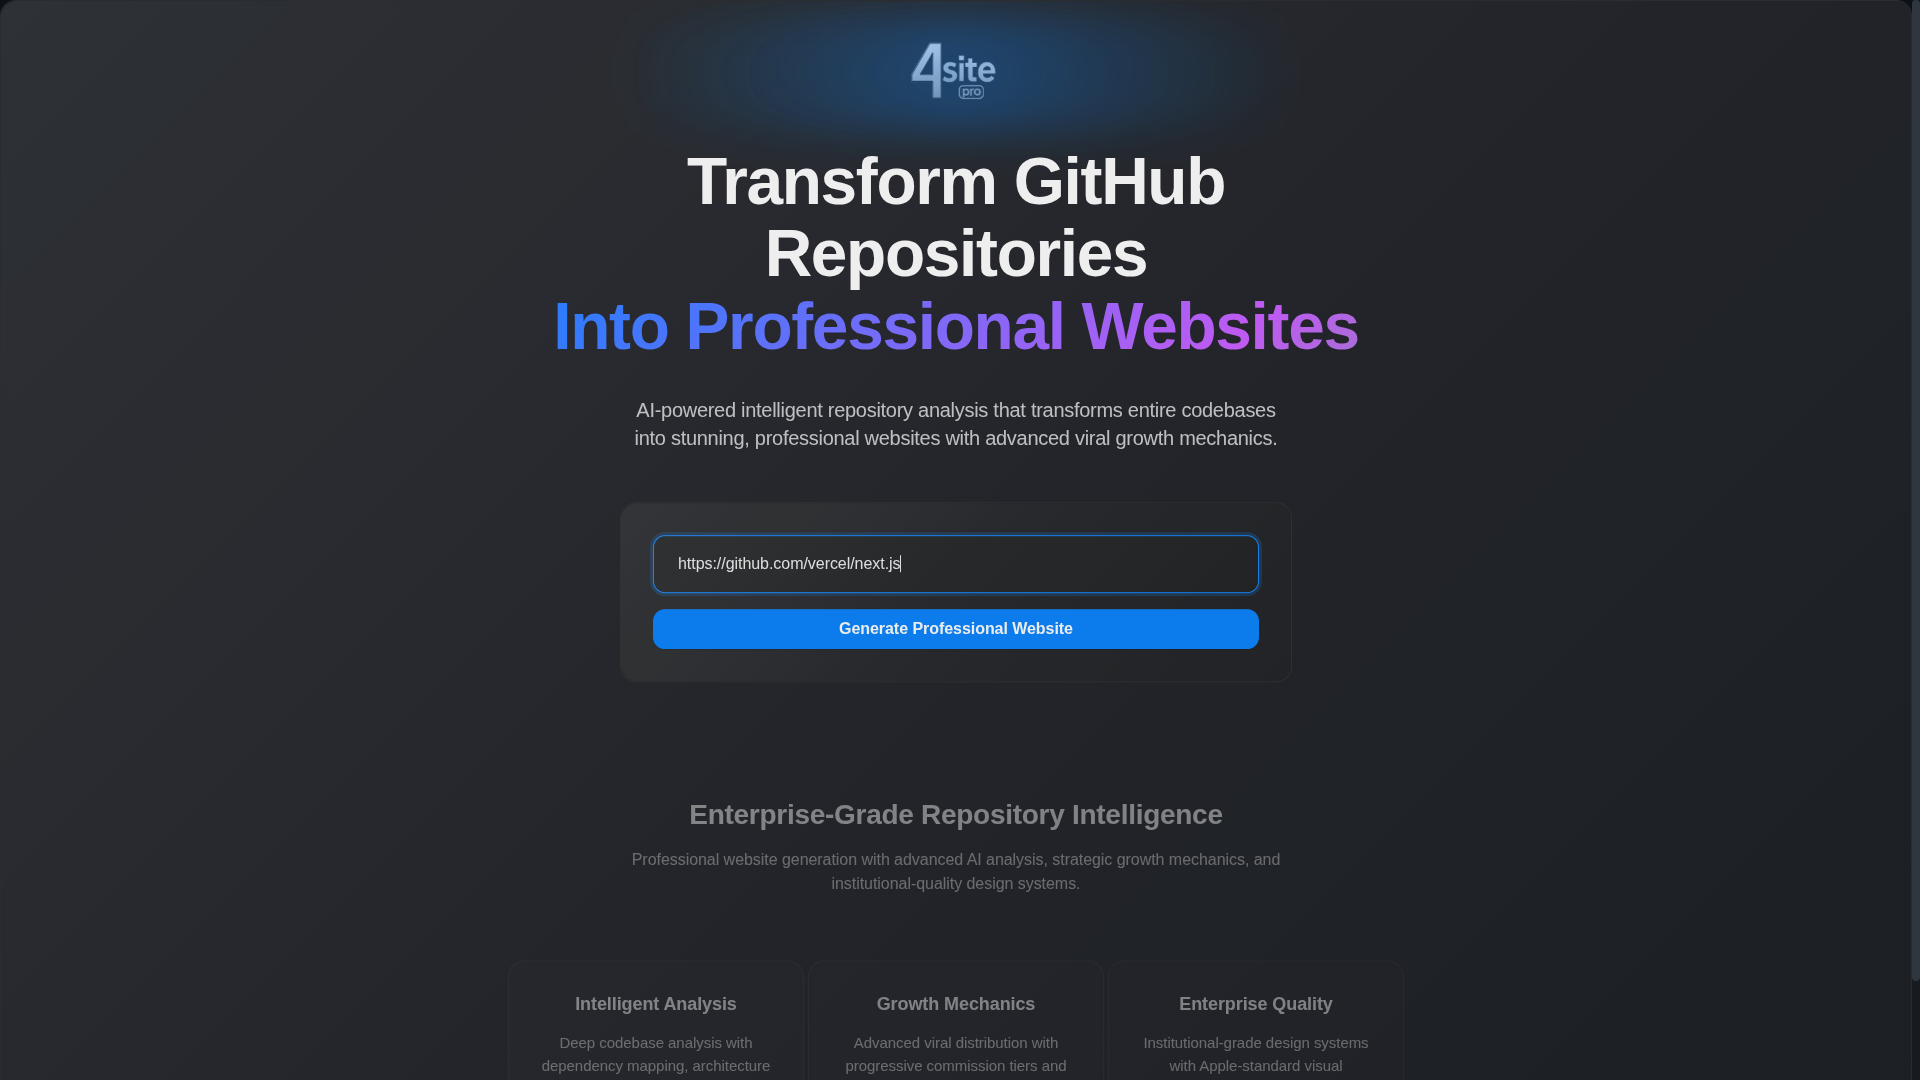 4site
pro
Transform GitHub
Repositories
Into Professional Websites
AI-powered intelligent repository analysis that transforms entire codebases
into stunning, professional websites with advanced viral growth mechanics.
https://github.com/vercel/next.js
Generate Professional Website
Enterprise-Grade Repository Intelligence
Professional website generation with advanced AI analysis, strategic growth mechanics, and
institutional-quality design systems.
Intelligent Analysis
Deep codebase analysis with
dependency mapping, architecture
Growth Mechanics
Advanced viral distribution with
progressive commission tiers and
Enterprise Quality
Institutional-grade design systems
with Apple-standard visual